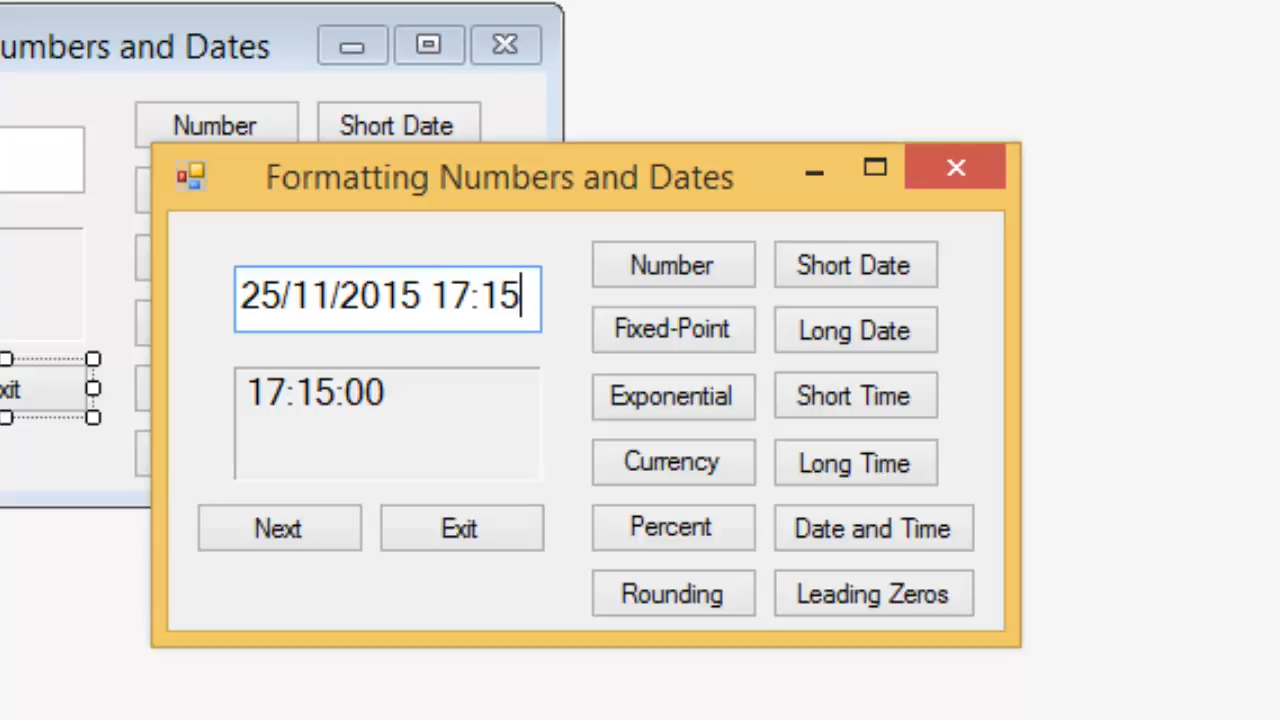 umbers and Dates
Number
Short Date
xit
Formatting Numbers and Dates
25/11/2015 17:15
17:15:00
Next
Exit
Number
Short Date
Fixed-Point
Long Date
Exponential
Short Time
Currency
Long Time
Percent
Date and Time
Rounding
Leading Zeros